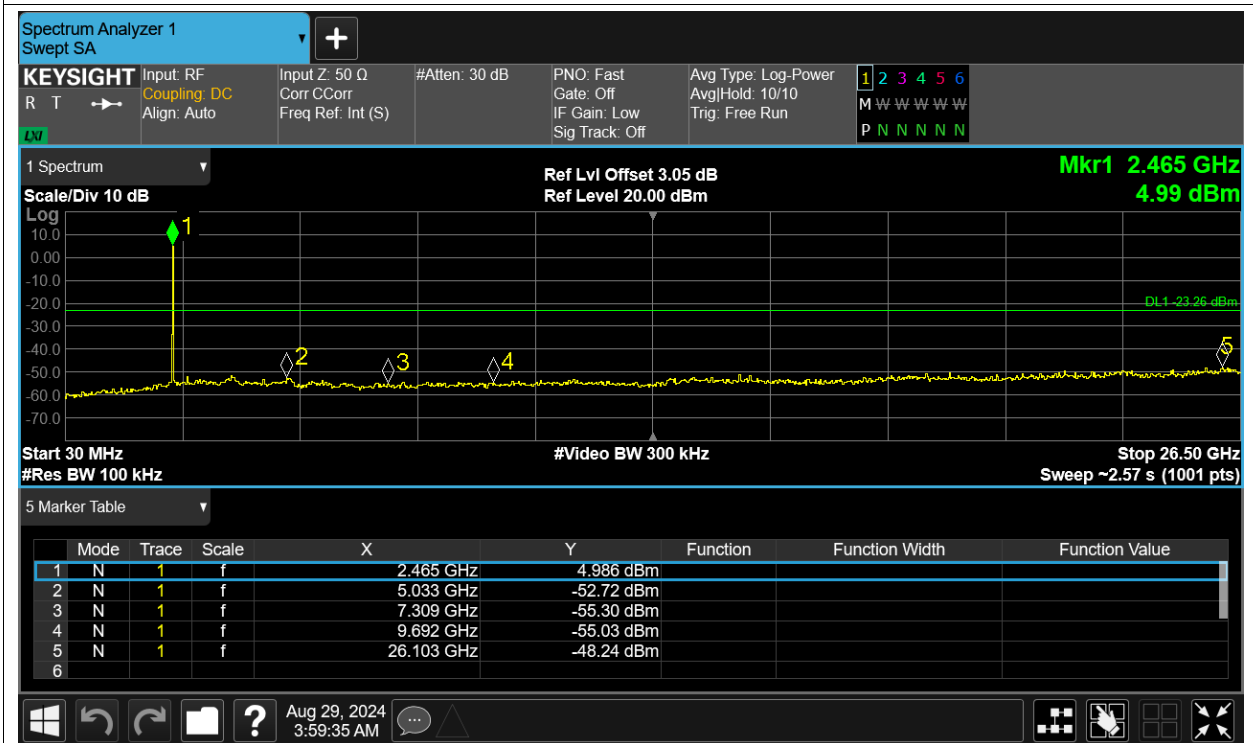 Spectrum Analyzer 1
Swept SA
KEYSIGHT
R T
LXI
Input: RF
Coupling: DC
Align: Auto
Input Z: 50 Ω
Corr CCorr
Freq Ref: Int (S)
#Atten: 30 dB
PNO: Fast
Gate: Off
IF Gain: Low
Sig Track: Off
Avg Type: Log-Power
Avg|Hold: 10/10
Trig: Free Run
1 2 3 4 5 6
M W W W W W
P N N N N N
1 Spectrum
Scale/Div 10 dB
Ref Lvl Offset 3.05 dB
Ref Level 20.00 dBm
Mkr1 2.465 GHz
4.99 dBm
Log
10.0
0.00
-10.0
-20.0
-30.0
-40.0
-50.0
-60.0
-70.0
1
DL1 -23.26 dBm
2
3
4
5
Start 30 MHz
#Res BW 100 kHz
#Video BW 300 kHz
Stop 26.50 GHz
Sweep ~2.57 s (1001 pts)
5 Marker Table
Mode Trace Scale X Y Function Function Width Function Value
1 N 1 f 2.465 GHz 4.986 dBm
2 N 1 f 5.033 GHz -52.72 dBm
3 N 1 f 7.309 GHz -55.30 dBm
4 N 1 f 9.692 GHz -55.03 dBm
5 N 1 f 26.103 GHz -48.24 dBm
6
?
Aug 29, 2024
3:59:35 AM